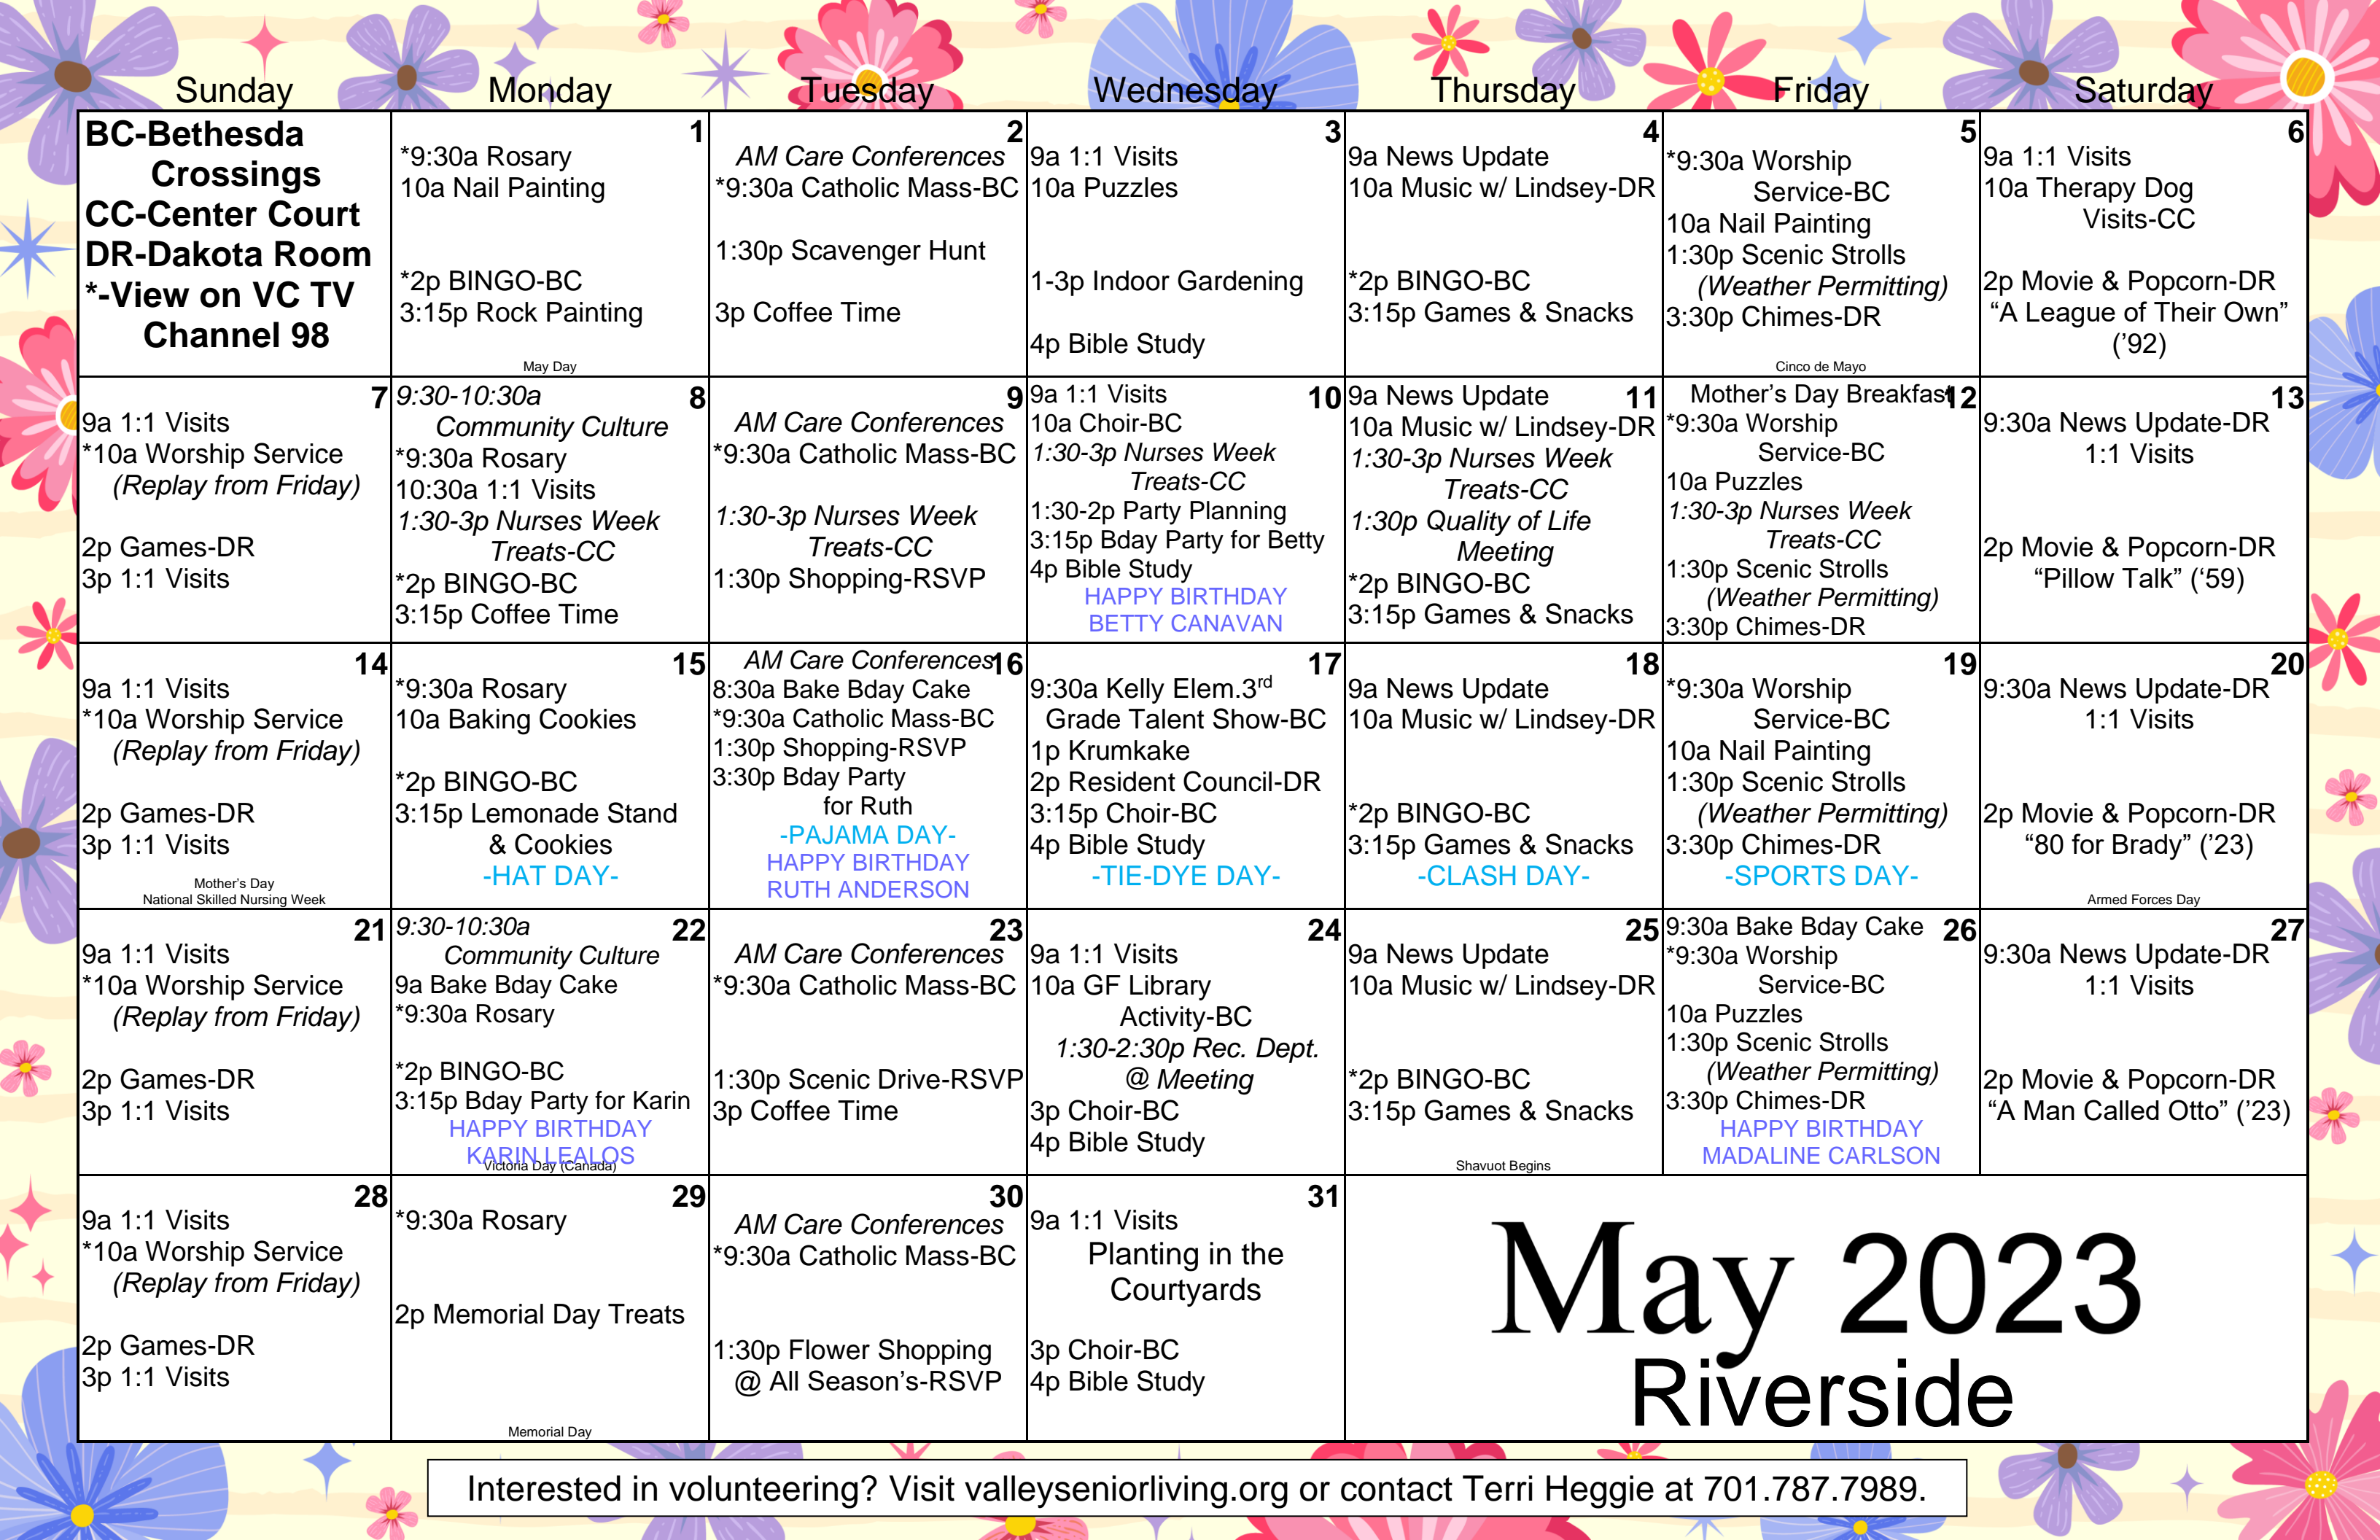 Sunday Monday Tuesday Wednesday Thursday Friday Saturday
BC-Bethesda
Crossings
CC-Center Court
DR-Dakota Room
*-View on VC TV
Channel 98
1
*9:30a Rosary
10a Nail Painting
*2p BINGO-BC
3:15p Rock Painting
May Day
2
AM Care Conferences
*9:30a Catholic Mass-BC
1:30p Scavenger Hunt
3p Coffee Time
3
9a 1:1 Visits
10a Puzzles
1-3p Indoor Gardening
4p Bible Study
4
9a News Update
10a Music w/ Lindsey-DR
*2p BINGO-BC
3:15p Games & Snacks
5
*9:30a Worship
Service-BC
10a Nail Painting
1:30p Scenic Strolls
(Weather Permitting)
3:30p Chimes-DR
Cinco de Mayo
6
9a 1:1 Visits
10a Therapy Dog
Visits-CC
2p Movie & Popcorn-DR
“A League of Their Own”
(’92)
7
9a 1:1 Visits
*10a Worship Service
(Replay from Friday)
2p Games-DR
3p 1:1 Visits
8
9:30-10:30a
Community Culture
*9:30a Rosary
10:30a 1:1 Visits
1:30-3p Nurses Week
Treats-CC
*2p BINGO-BC
3:15p Coffee Time
9
AM Care Conferences
*9:30a Catholic Mass-BC
1:30-3p Nurses Week
Treats-CC
1:30p Shopping-RSVP
10
9a 1:1 Visits
10a Choir-BC
1:30-3p Nurses Week
Treats-CC
1:30-2p Party Planning
3:15p Bday Party for Betty
4p Bible Study
HAPPY BIRTHDAY
BETTY CANAVAN
11
9a News Update
10a Music w/ Lindsey-DR
1:30-3p Nurses Week
Treats-CC
1:30p Quality of Life
Meeting
*2p BINGO-BC
3:15p Games & Snacks
12
Mother’s Day Breakfast
*9:30a Worship
Service-BC
10a Puzzles
1:30-3p Nurses Week
Treats-CC
1:30p Scenic Strolls
(Weather Permitting)
3:30p Chimes-DR
13
9:30a News Update-DR
1:1 Visits
2p Movie & Popcorn-DR
“Pillow Talk” (‘59)
14
9a 1:1 Visits
*10a Worship Service
(Replay from Friday)
2p Games-DR
3p 1:1 Visits
Mother’s Day
National Skilled Nursing Week
15
*9:30a Rosary
10a Baking Cookies
*2p BINGO-BC
3:15p Lemonade Stand
& Cookies
-HAT DAY-
16
AM Care Conferences
8:30a Bake Bday Cake
*9:30a Catholic Mass-BC
1:30p Shopping-RSVP
3:30p Bday Party
for Ruth
-PAJAMA DAY-
HAPPY BIRTHDAY
RUTH ANDERSON
17
9:30a Kelly Elem.3rd
Grade Talent Show-BC
1p Krumkake
2p Resident Council-DR
3:15p Choir-BC
4p Bible Study
-TIE-DYE DAY-
18
9a News Update
10a Music w/ Lindsey-DR
*2p BINGO-BC
3:15p Games & Snacks
-CLASH DAY-
19
*9:30a Worship
Service-BC
10a Nail Painting
1:30p Scenic Strolls
(Weather Permitting)
3:30p Chimes-DR
-SPORTS DAY-
20
9:30a News Update-DR
1:1 Visits
2p Movie & Popcorn-DR
“80 for Brady” (’23)
Armed Forces Day
21
9a 1:1 Visits
*10a Worship Service
(Replay from Friday)
2p Games-DR
3p 1:1 Visits
22
9:30-10:30a
Community Culture
9a Bake Bday Cake
*9:30a Rosary
*2p BINGO-BC
3:15p Bday Party for Karin
HAPPY BIRTHDAY
KARIN LEALOS
Victoria Day (Canada)
23
AM Care Conferences
*9:30a Catholic Mass-BC
1:30p Scenic Drive-RSVP
3p Coffee Time
24
9a 1:1 Visits
10a GF Library
Activity-BC
1:30-2:30p Rec. Dept.
@ Meeting
3p Choir-BC
4p Bible Study
25
9a News Update
10a Music w/ Lindsey-DR
*2p BINGO-BC
3:15p Games & Snacks
Shavuot Begins
26
9:30a Bake Bday Cake
*9:30a Worship
Service-BC
10a Puzzles
1:30p Scenic Strolls
(Weather Permitting)
3:30p Chimes-DR
HAPPY BIRTHDAY
MADALINE CARLSON
27
9:30a News Update-DR
1:1 Visits
2p Movie & Popcorn-DR
“A Man Called Otto” (’23)
28
9a 1:1 Visits
*10a Worship Service
(Replay from Friday)
2p Games-DR
3p 1:1 Visits
29
*9:30a Rosary
2p Memorial Day Treats
Memorial Day
30
AM Care Conferences
*9:30a Catholic Mass-BC
1:30p Flower Shopping
@ All Season’s-RSVP
31
9a 1:1 Visits
Planting in the
Courtyards
3p Choir-BC
4p Bible Study
May 2023
Riverside
Interested in volunteering? Visit valleyseniorliving.org or contact Terri Heggie at 701.787.7989.